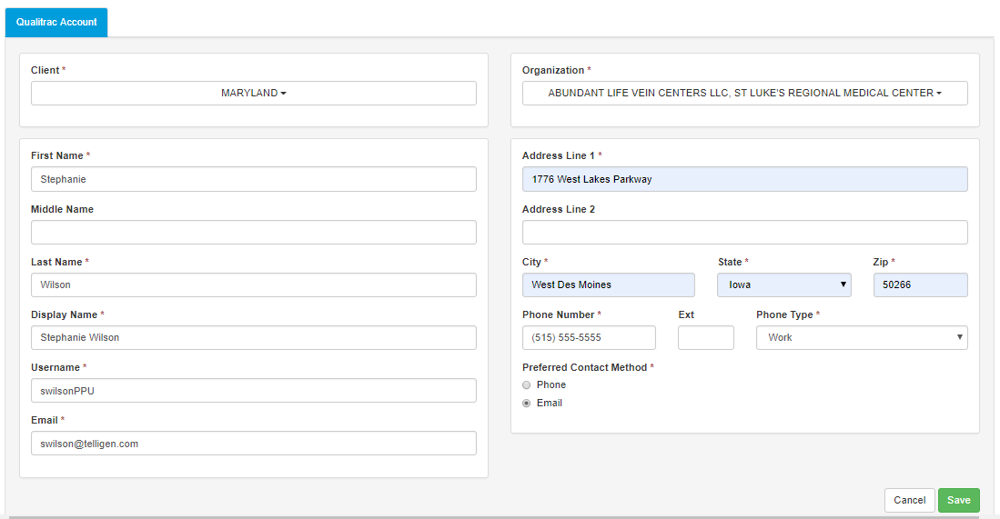 Qualitrac Account
Client *
MARYLAND
Organization *
ABUNDANT LIFE VEIN CENTERS LLC, ST LUKE'S REGIONAL MEDICAL CENTER
First Name *
Stephanie
Middle Name
Last Name *
Wilson
Display Name *
Stephanie Wilson
Username *
swilsonPPU
Email *
swilson@telligen.com
Address Line 1 *
1776 West Lakes Parkway
Address Line 2
City * State * Zip *
West Des Moines Iowa 50266
Phone Number * Ext Phone Type *
(515) 555-5555 Work
Preferred Contact Method *
Phone
Email
Cancel Save